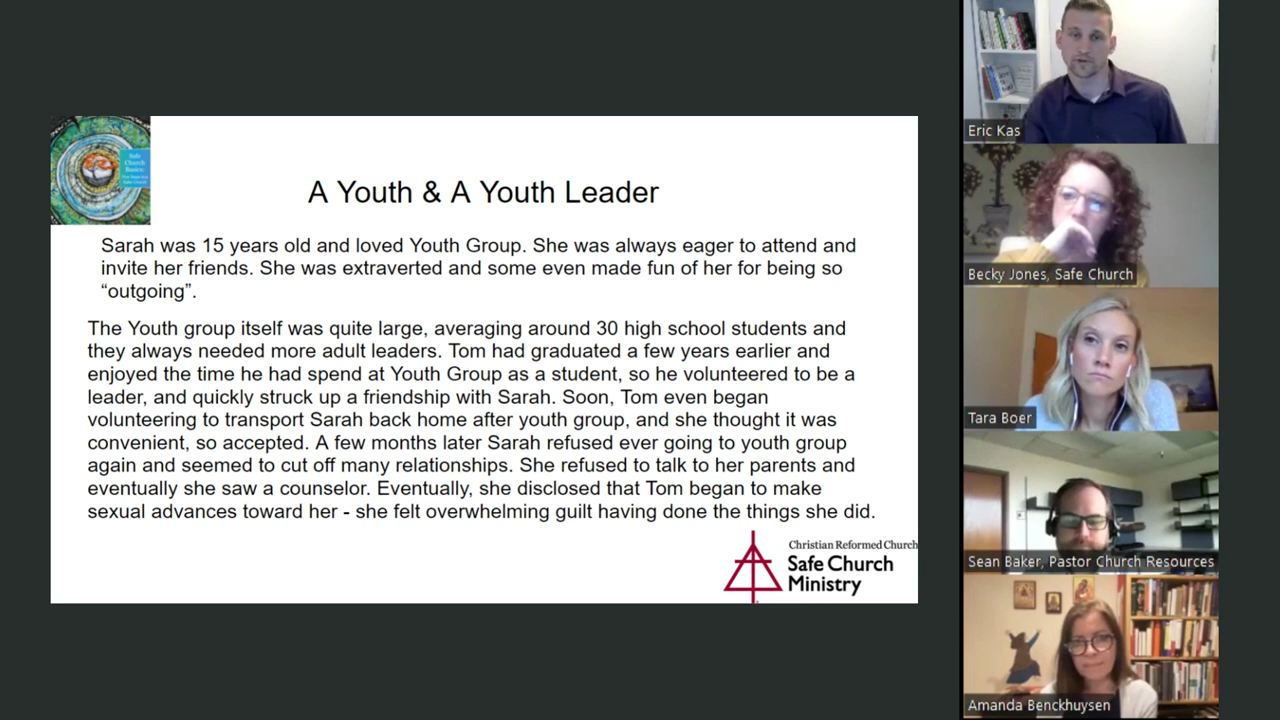 Safe
Church
Basics:
A Youth & A Youth Leader
Sarah was 15 years old and loved Youth Group. She was always eager to attend and
invite her friends. She was extraverted and some even made fun of her for being so
“outgoing”.
The Youth group itself was quite large, averaging around 30 high school students and
they always needed more adult leaders. Tom had graduated a few years earlier and
enjoyed the time he had spend at Youth Group as a student, so he volunteered to be a
leader, and quickly struck up a friendship with Sarah. Soon, Tom even began
volunteering to transport Sarah back home after youth group, and she thought it was
convenient, so accepted. A few months later Sarah refused ever going to youth group
again and seemed to cut off many relationships. She refused to talk to her parents and
eventually she saw a counselor. Eventually, she disclosed that Tom began to make
sexual advances toward her - she felt overwhelming guilt having done the things she did.
Christian Reformed Church
Safe Church
Ministry
Eric Kas
Becky Jones, Safe Church
Tara Boer
Sean Baker, Pastor Church Resources
Amanda Benckhuysen